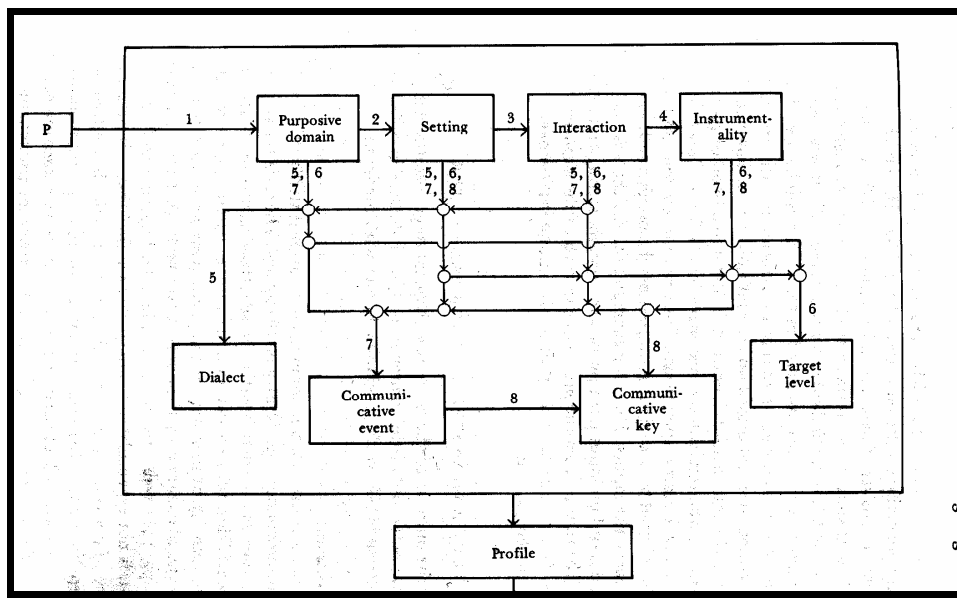 P
1
Purposive
domain
2
Setting
3
Interaction
4
Instrument-
ality
5, 6
7
5, 6,
7, 8
5, 6,
7, 8
6,
7, 8
5
6
7
8
Dialect
Communi-
cative
event
8
Communi-
cative
key
Target
level
Profile